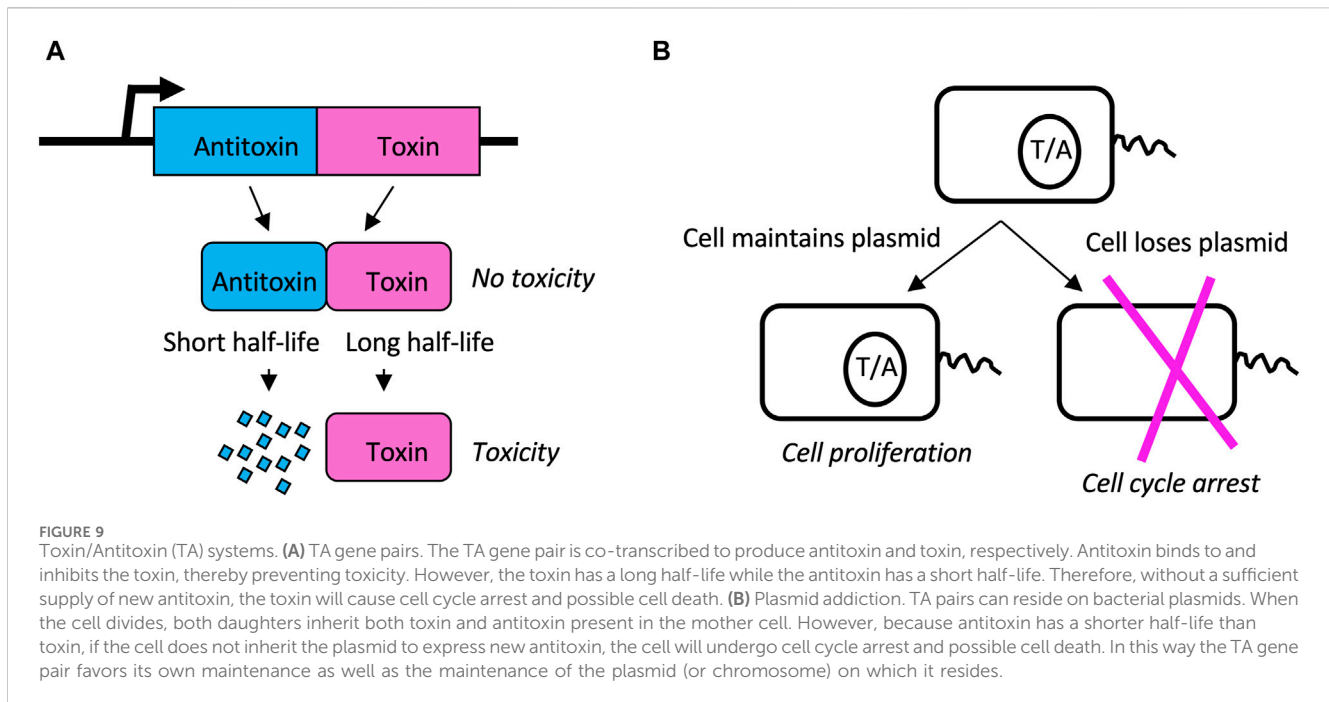 A
Antitoxin
Toxin
Antitoxin
Toxin
No toxicity
Short half-life
Long half-life
Toxin
Toxicity
B
T/A
Cell maintains plasmid
Cell loses plasmid
T/A
Cell proliferation
Cell cycle arrest
FIGURE 9
Toxin/Antitoxin (TA) systems. (A) TA gene pairs. The TA gene pair is co-transcribed to produce antitoxin and toxin, respectively. Antitoxin binds to and
inhibits the toxin, thereby preventing toxicity. However, the toxin has a long half-life while the antitoxin has a short half-life. Therefore, without a sufficient
supply of new antitoxin, the toxin will cause cell cycle arrest and possible cell death. (B) Plasmid addiction. TA pairs can reside on bacterial plasmids. When
the cell divides, both daughters inherit both toxin and antitoxin present in the mother cell. However, because antitoxin has a shorter half-life than
toxin, if the cell does not inherit the plasmid to express new antitoxin, the cell will undergo cell cycle arrest and possible cell death. In this way the TA gene
pair favors its own maintenance as well as the maintenance of the plasmid (or chromosome) on which it resides.